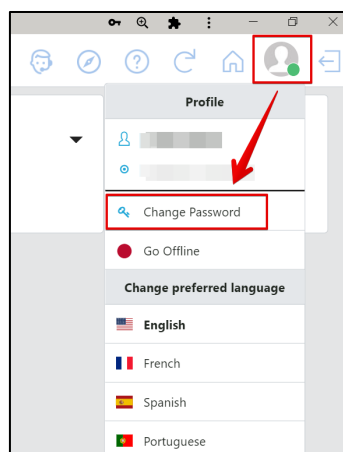 Profile
Change Password
Go Offline
Change preferred language
English
French
Spanish
Portuguese